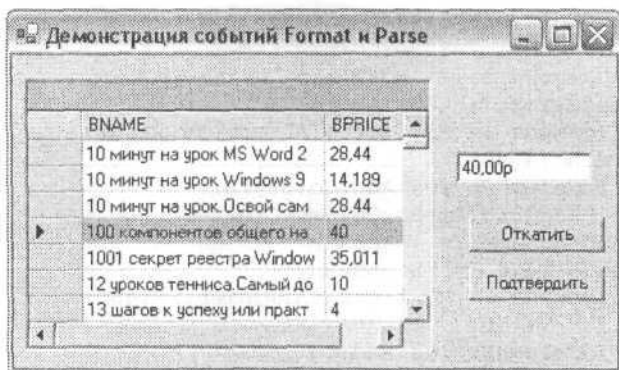 Демонстрация событий Format и Parse
BNAME BPRICE
10 минут на урок MS Word 2 28,44
10 минут на урок Windows 9 14,189
10 минут на урок.Освой сам 28,44
100 компонентов общего на 40
1001 секрет реестра Window 35,011
12 уроков тенниса.Самый до 10
13 шагов к успеху или практ 4
40,00р
Откатить
Подтвердить